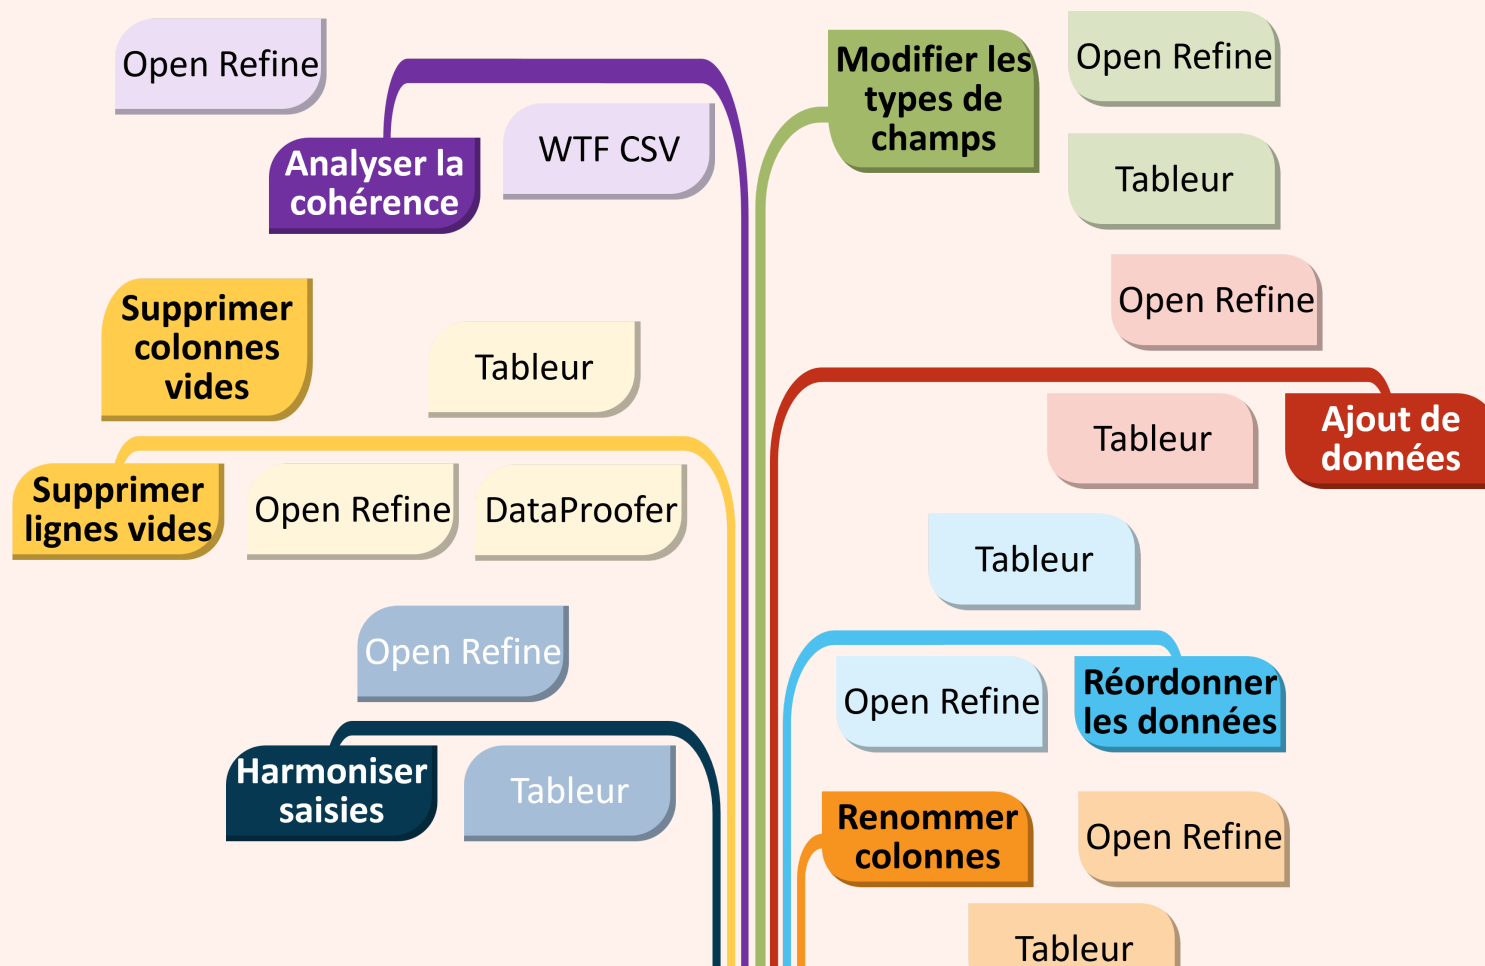 Open Refine
WTF CSV
Analyser la
cohérence
Modifier les
types de
champs
Open Refine
Tableur
Supprimer
colonnes
vides
Tableur
Supprimer
lignes vides
Open Refine
DataProofer
Open Refine
Tableur
Ajout de
données
Open Refine
Harmoniser
saisies
Tableur
Tableur
Open Refine
Réordonner
les données
Renommer
colonnes
Open Refine
Tableur